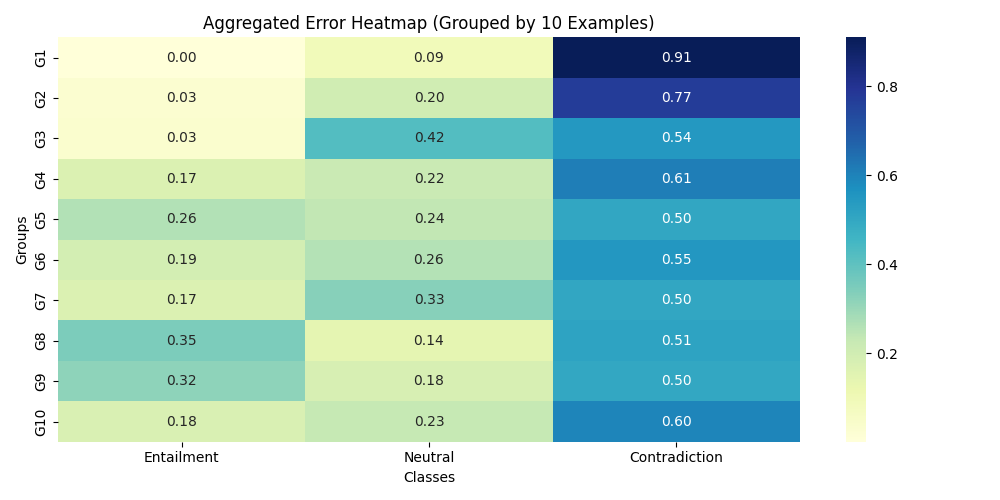 Aggregated Error Heatmap (Grouped by 10 Examples)
G1 0.00 0.09 0.91
G2 0.03 0.20 0.77
G3 0.03 0.42 0.54
G4 0.17 0.22 0.61
G5 0.26 0.24 0.50
G6 0.19 0.26 0.55
G7 0.17 0.33 0.50
G8 0.35 0.14 0.51
G9 0.32 0.18 0.50
G10 0.18 0.23 0.60
Groups
Entailment Neutral Contradiction
Classes
0.8
0.6
0.4
0.2